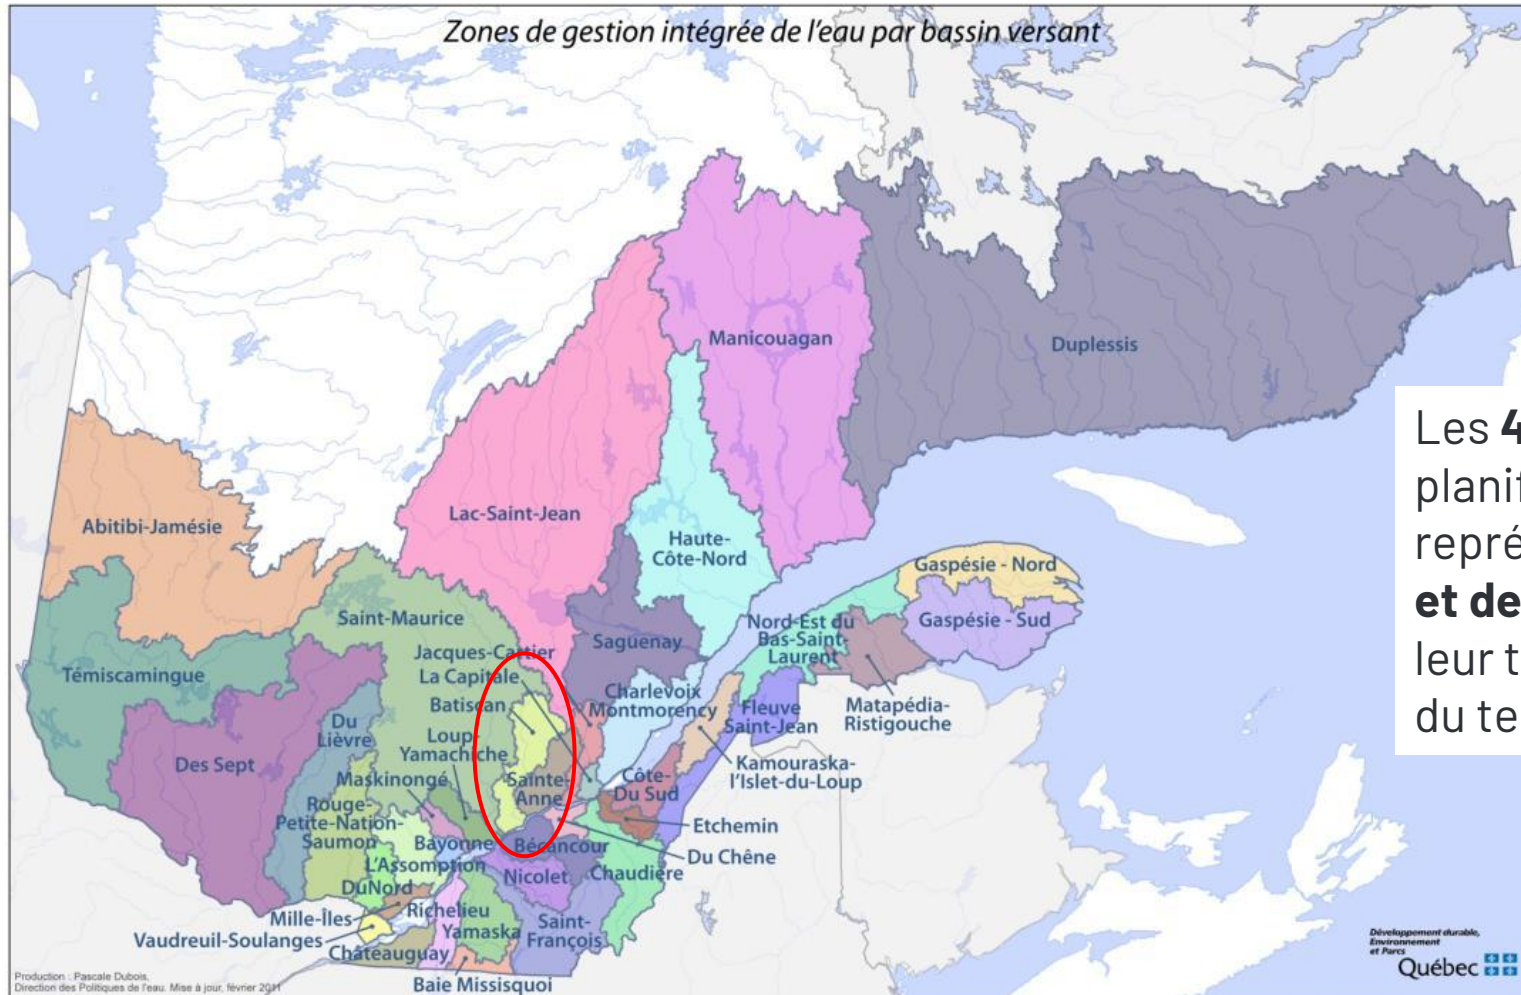 Zones de gestion intégrée de l'eau par bassin versant
Manicouagan
Duplessis
Les 4
planif
repré
et de
leur t
du te
Lac-Saint-Jean
Abitibi-Jamésie
Haute-
Côte-Nord
Gaspésie - Nord
Saint-Maurice
Saguenay
Nord-Est du
Bas-Saint-
Laurent
Gaspésie - Sud
Jacques-Cartier
La Capitale
Témiscamingue
Batiscan
Charlevoix
Montmorency
Fleuve
Saint-Jean
Matapédia-
Ristigouche
Du
Lièvre
Loup-
Yamachiche
Des Sept
Kamouraska-
l'Islet-du-Loup
Maskinongé
Sainte-
Anne
Côte-
Du Sud
Rouge-
Petite-Nation-
Saumon
Etchemin
Bayonne
Bécancour
Du Chêne
L'Assomption
Nicolet
Chaudière
DuNord
Mille-Îles
Richelieu
Yamaska
Saint-
François
Vaudreuil-Soulanges
Châteauguay
Baie Missisquoi
Développement durable,
Environnement
et Parcs
Québec
Production : Pascale Dubois,
Direction des Politiques de l'eau. Mise à jour, février 2011